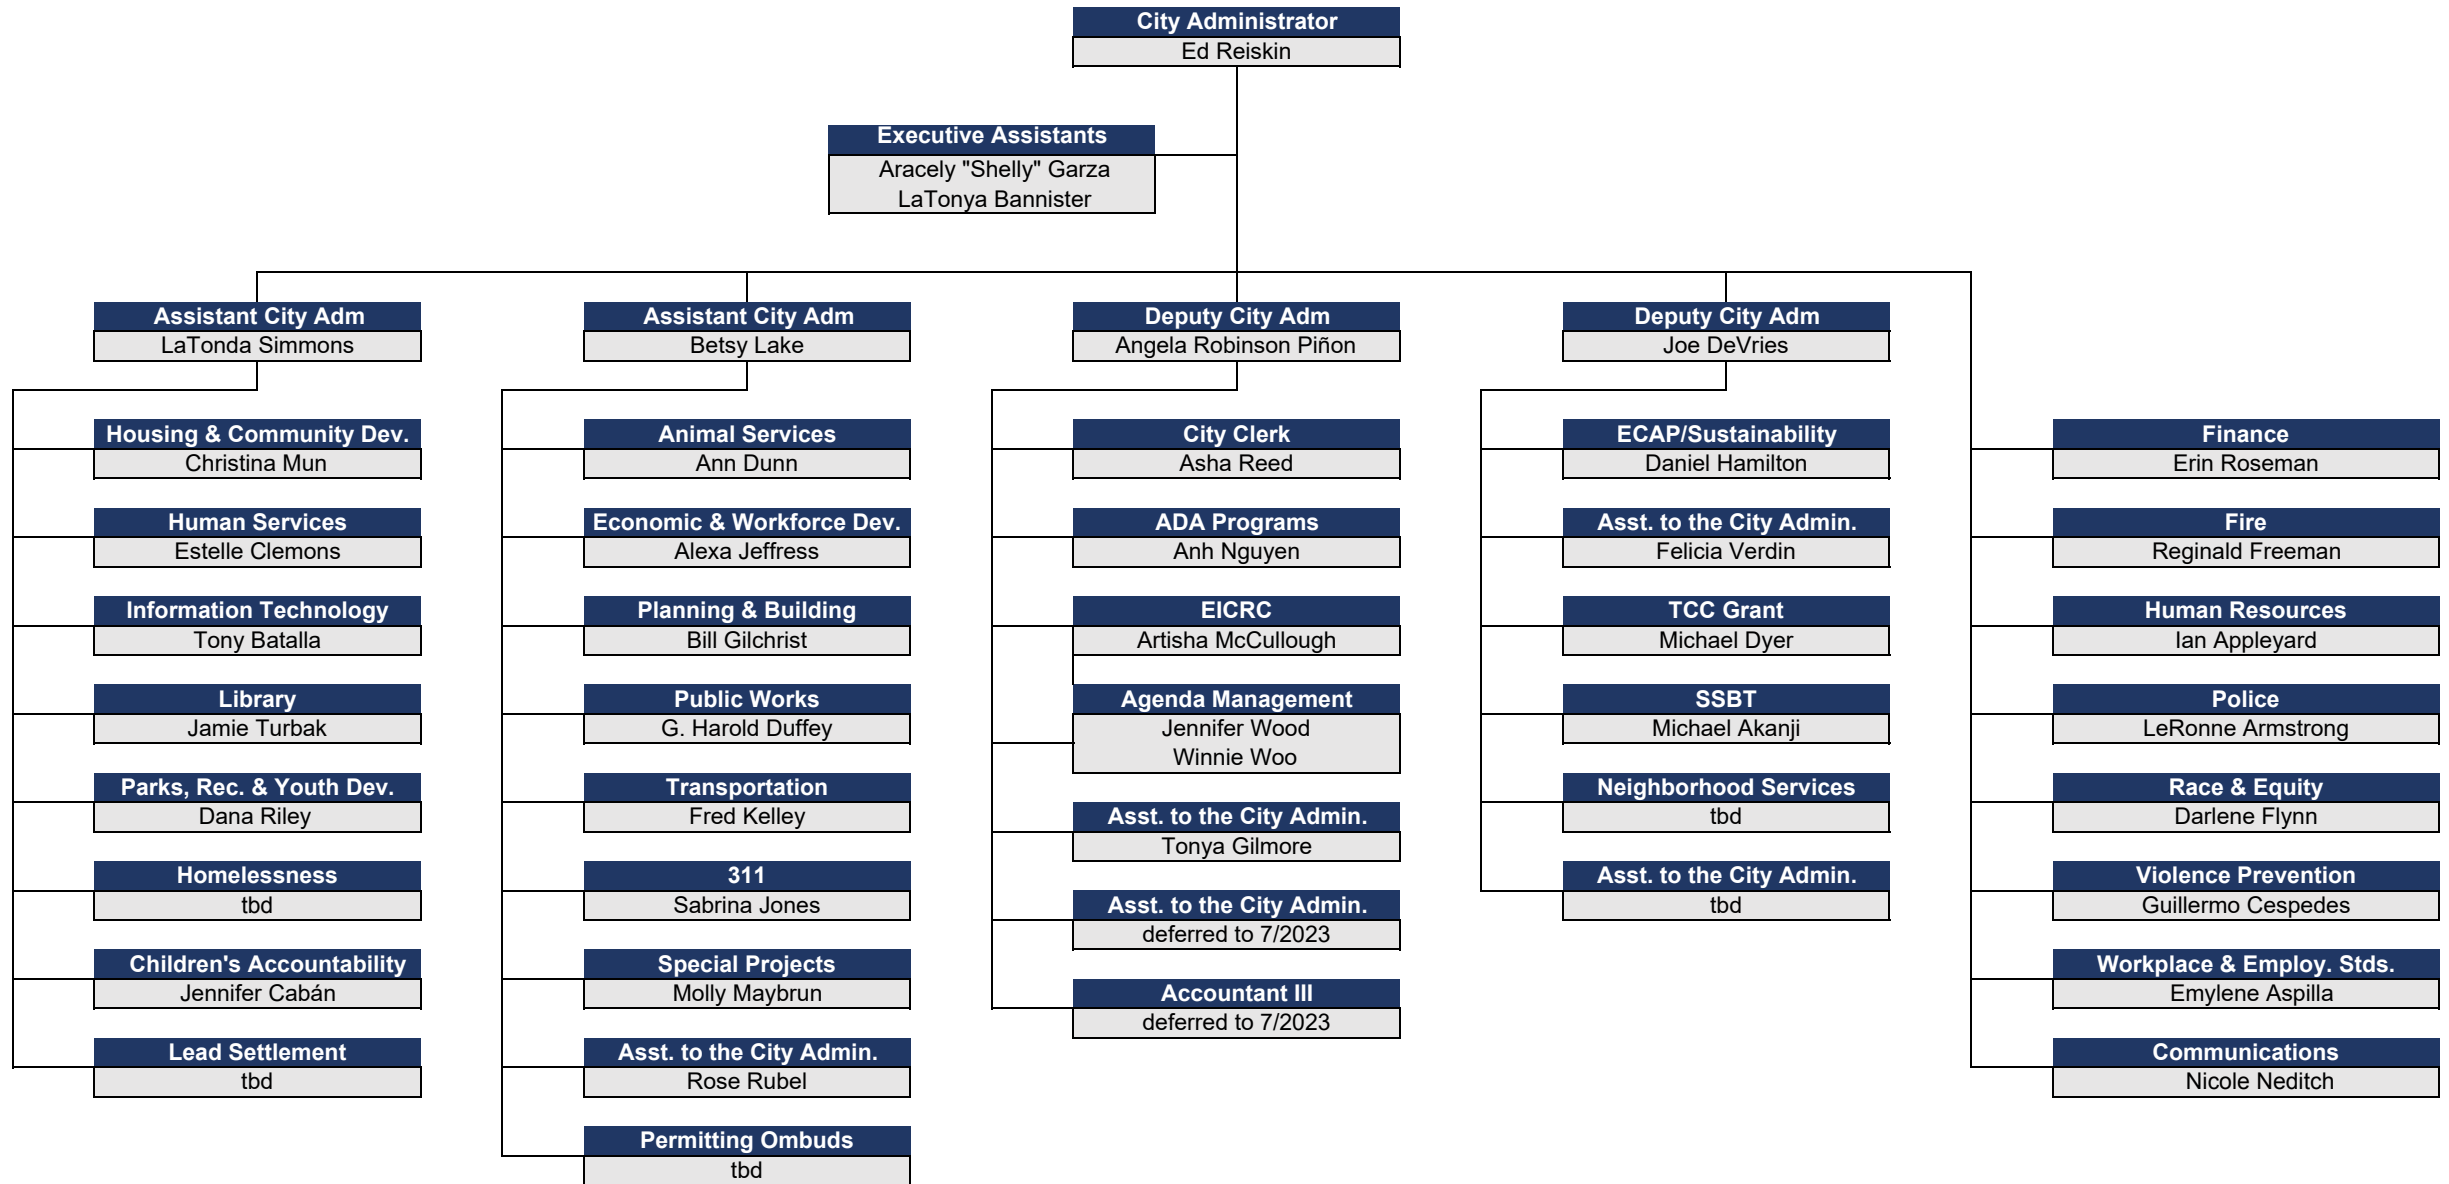 City Administrator
Ed Reiskin
Executive Assistants
Aracely "Shelly" Garza
LaTonya Bannister
Assistant City Adm
LaTonda Simmons
Housing & Community Dev.
Christina Mun
Human Services
Estelle Clemons
Information Technology
Tony Batalla
Library
Jamie Turbak
Parks, Rec. & Youth Dev.
Dana Riley
Homelessness
tbd
Children's Accountability
Jennifer Cabán
Lead Settlement
tbd
Assistant City Adm
Betsy Lake
Animal Services
Ann Dunn
Economic & Workforce Dev.
Alexa Jeffress
Planning & Building
Bill Gilchrist
Public Works
G. Harold Duffey
Transportation
Fred Kelley
311
Sabrina Jones
Special Projects
Molly Maybrun
Asst. to the City Admin.
Rose Rubel
Permitting Ombuds
tbd
Deputy City Adm
Angela Robinson Piñon
City Clerk
Asha Reed
ADA Programs
Anh Nguyen
EICRC
Artisha McCullough
Agenda Management
Jennifer Wood
Winnie Woo
Asst. to the City Admin.
Tonya Gilmore
Asst. to the City Admin.
deferred to 7/2023
Accountant III
deferred to 7/2023
Deputy City Adm
Joe DeVries
ECAP/Sustainability
Daniel Hamilton
Asst. to the City Admin.
Felicia Verdin
TCC Grant
Michael Dyer
SSBT
Michael Akanji
Neighborhood Services
tbd
Asst. to the City Admin.
tbd
Finance
Erin Roseman
Fire
Reginald Freeman
Human Resources
Ian Appleyard
Police
LeRonne Armstrong
Race & Equity
Darlene Flynn
Violence Prevention
Guillermo Cespedes
Workplace & Employ. Stds.
Emylene Aspilla
Communications
Nicole Neditch